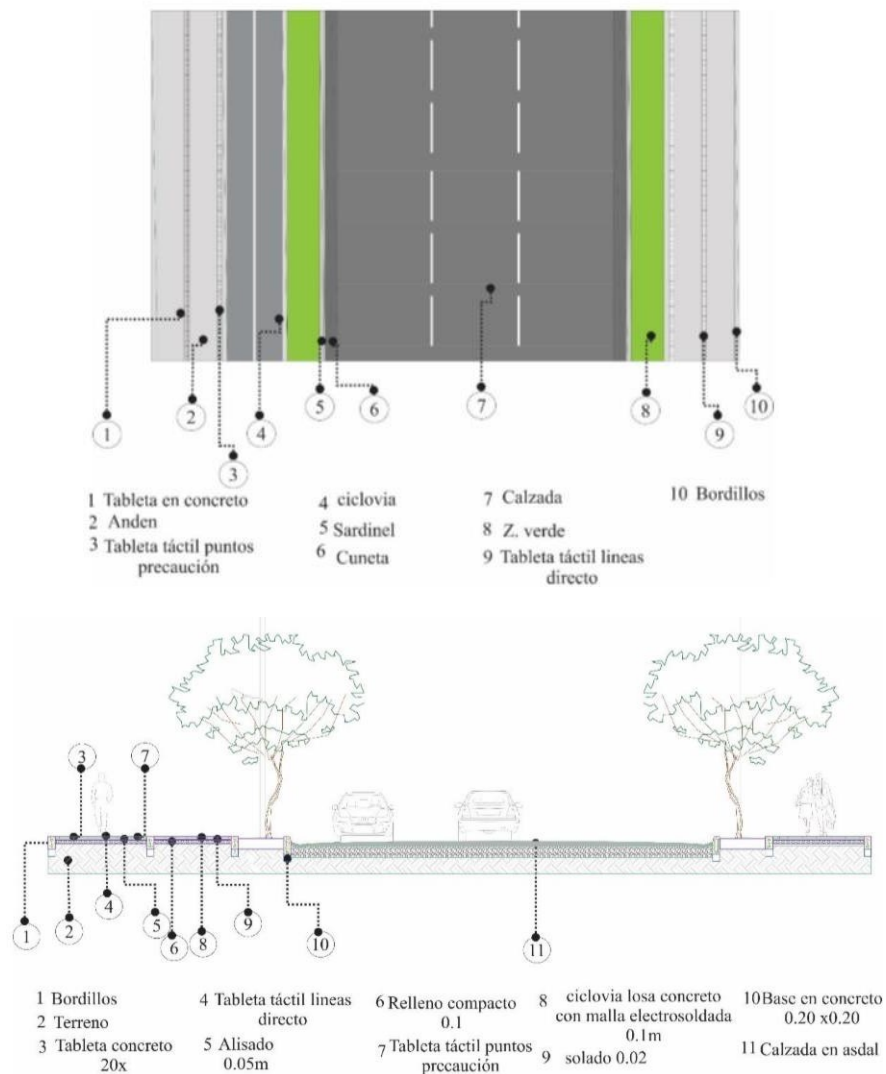 1
2
3
4
5
6
7
8
9
10
1 Tableta en concreto
2 Anden
3 Tableta táctil puntos
precaución
4 ciclovia
5 Sardinel
6 Cuneta
7 Calzada
8 Z. verde
9 Tableta táctil lineas
directo
10 Bordillos
3
7
1
2
4
5
6
8
9
10
11
1 Bordillos
2 Terreno
3 Tableta concreto
20x
4 Tableta táctil lineas
directo
5 Alisado
0.05m
6 Relleno compacto
0.1
7 Tableta táctil puntos
precaución
8 ciclovia losa concreto
con malla electrosoldada
0.1m
9 solado 0.02
10 Base en concreto
0.20 x0.20
11 Calzada en asdal